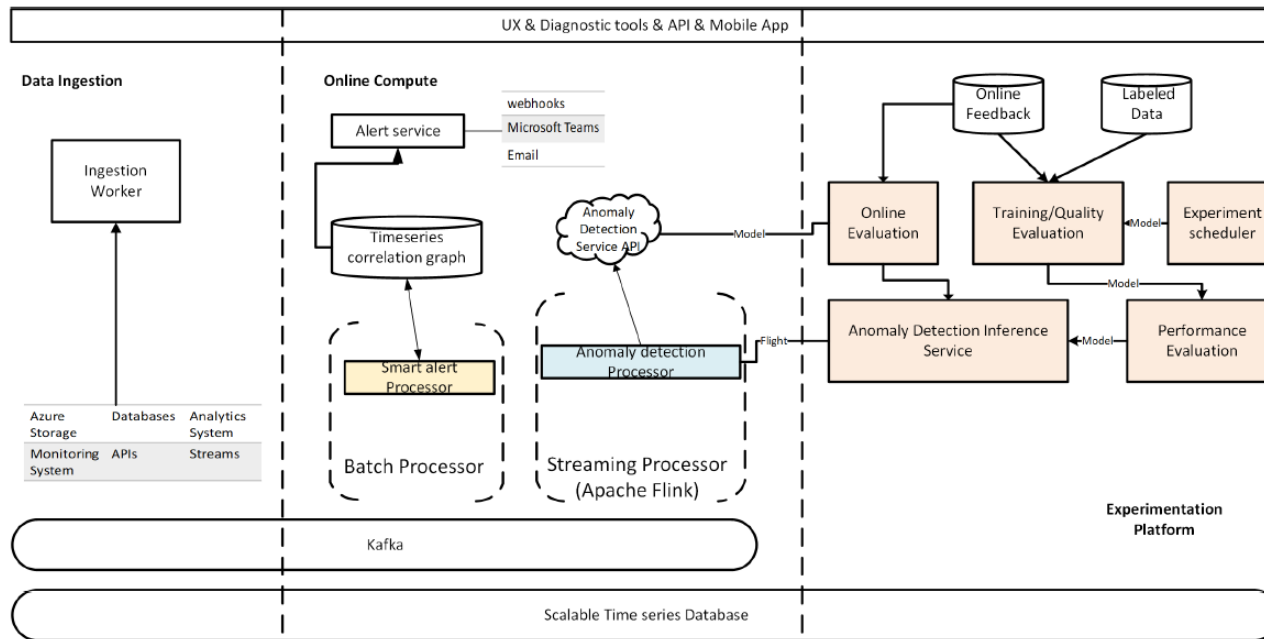 UX & Diagnostic tools & API & Mobile App
Data Ingestion
Ingestion
Worker
Azure
Storage
Databases
Analytics
System
Monitoring
System
APIs
Streams
Online Compute
Alert service
webhooks
Microsoft Teams
Email
Timeseries
correlation graph
Smart alert
Processor
Batch Processor
Anomaly
Detection
Service API
Anomaly detection
Processor
Streaming Processor
(Apache Flink)
Model
Flight
Online
Feedback
Labeled
Data
Online
Evaluation
Training/Quality
Evaluation
Model
Experiment
scheduler
Model
Anomaly Detection Inference
Service
Model
Performance
Evaluation
Experimentation
Platform
Kafka
Scalable Time series Database